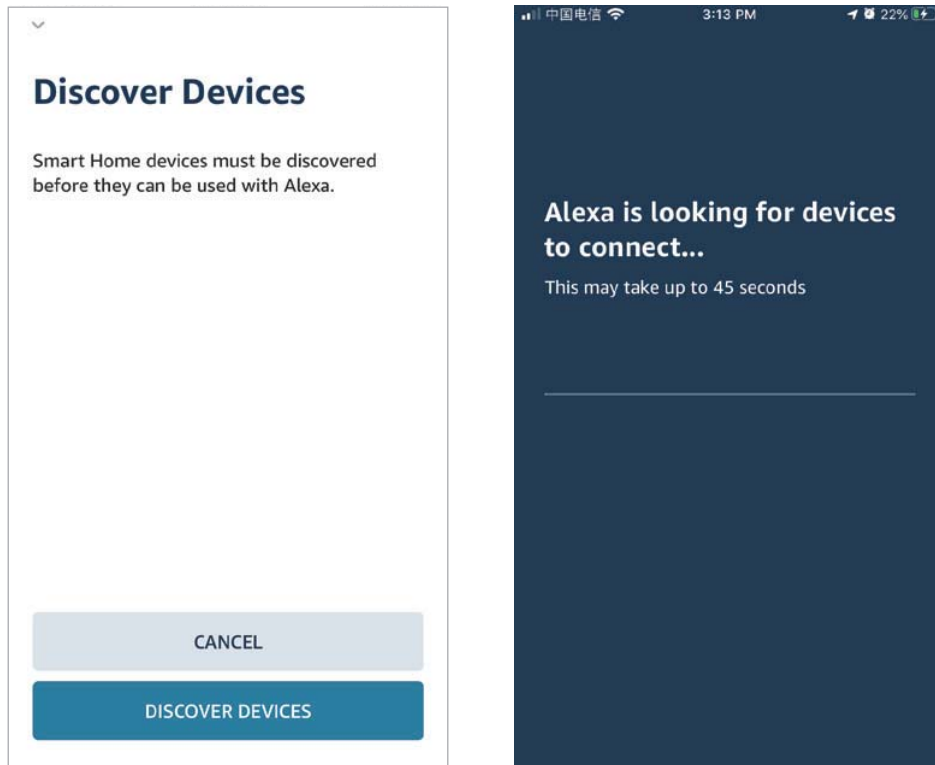 Discover Devices
Smart Home devices must be discovered
before they can be used with Alexa.
CANCEL
DISCOVER DEVICES
中国电信 3:13 PM 22%
Alexa is looking for devices
to connect...
This may take up to 45 seconds